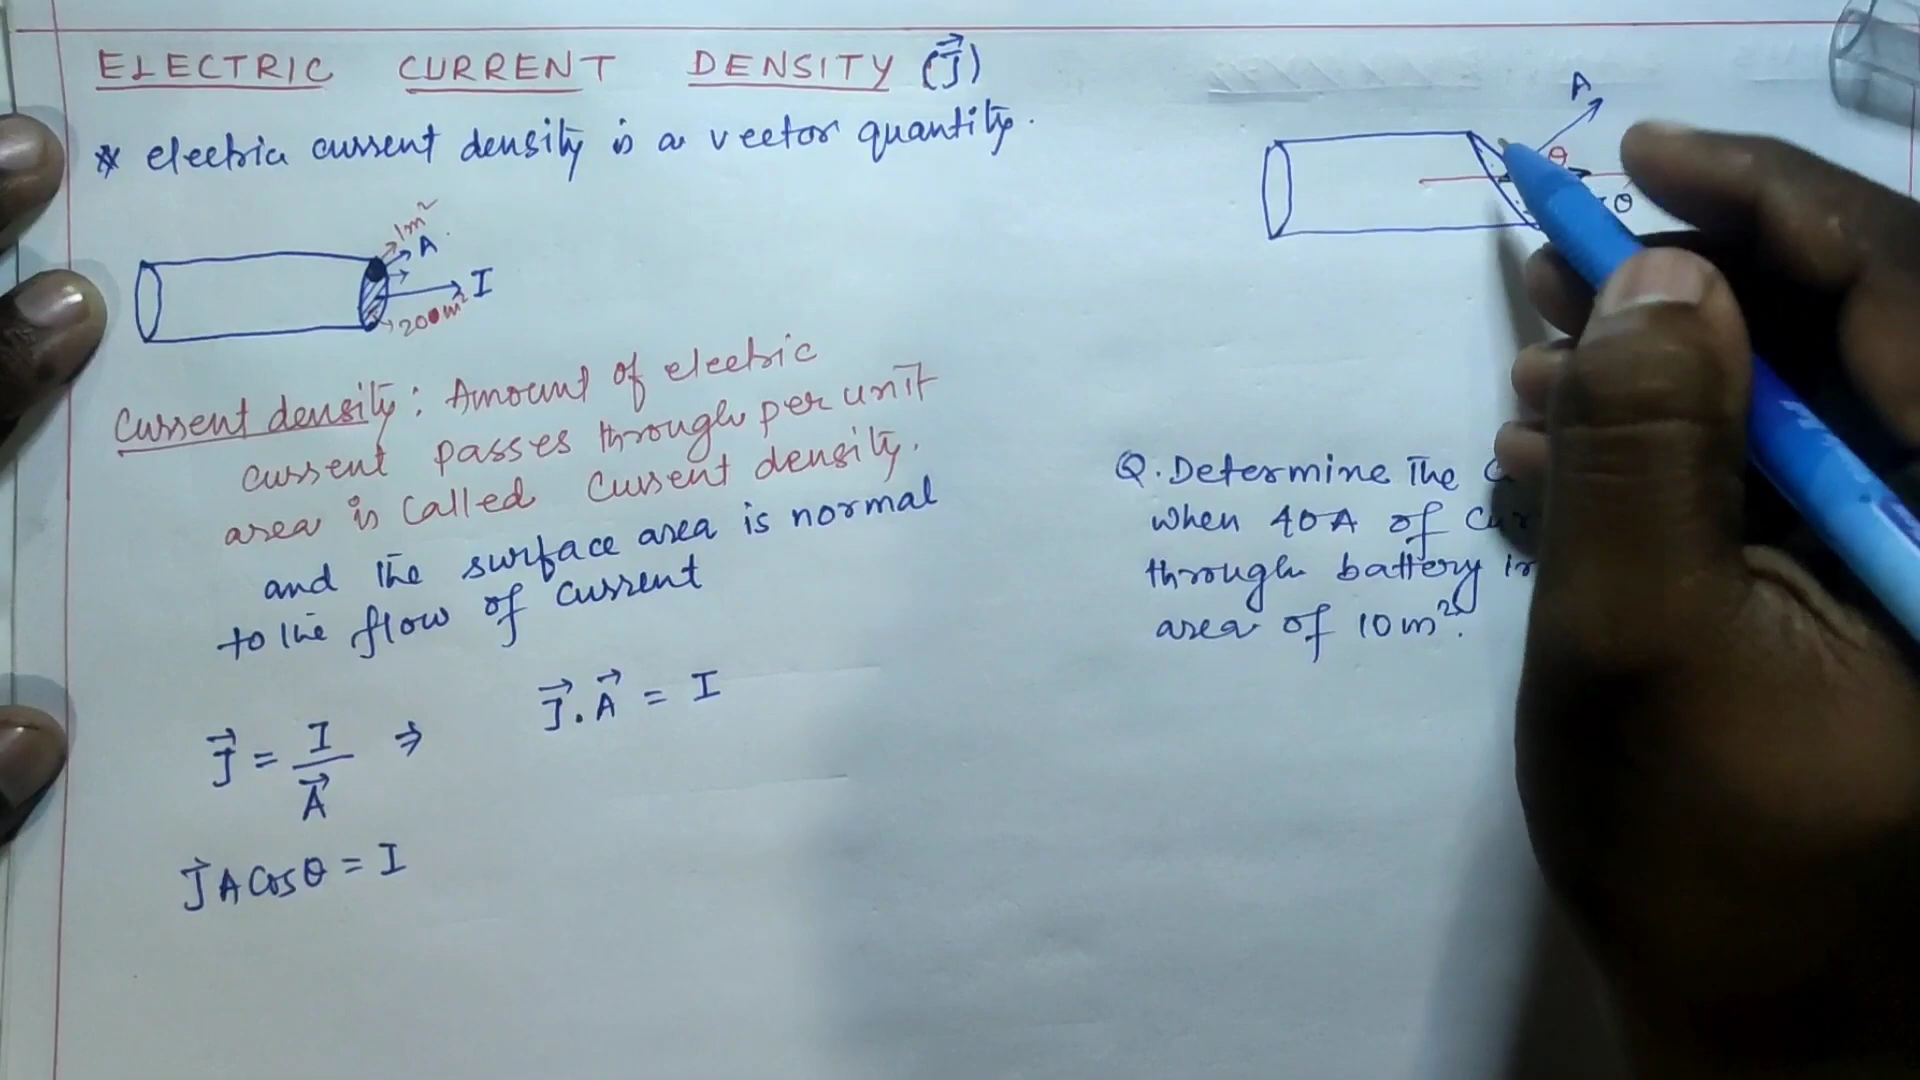 ELECTRIC CURRENT DENSITY (J⃗)
* electric current density is a vector quantity.
1m²
A
I
200m²
Current density: Amount of electric
current passes through per unit
area is called current density.
and the surface area is normal
to the flow of current
J⃗ = I / A⃗ ⇒ J⃗.A⃗ = I
J⃗ A Cosθ = I
A
θ
θ
Q. Determine the
when 40A of
through battery
area of 10m².